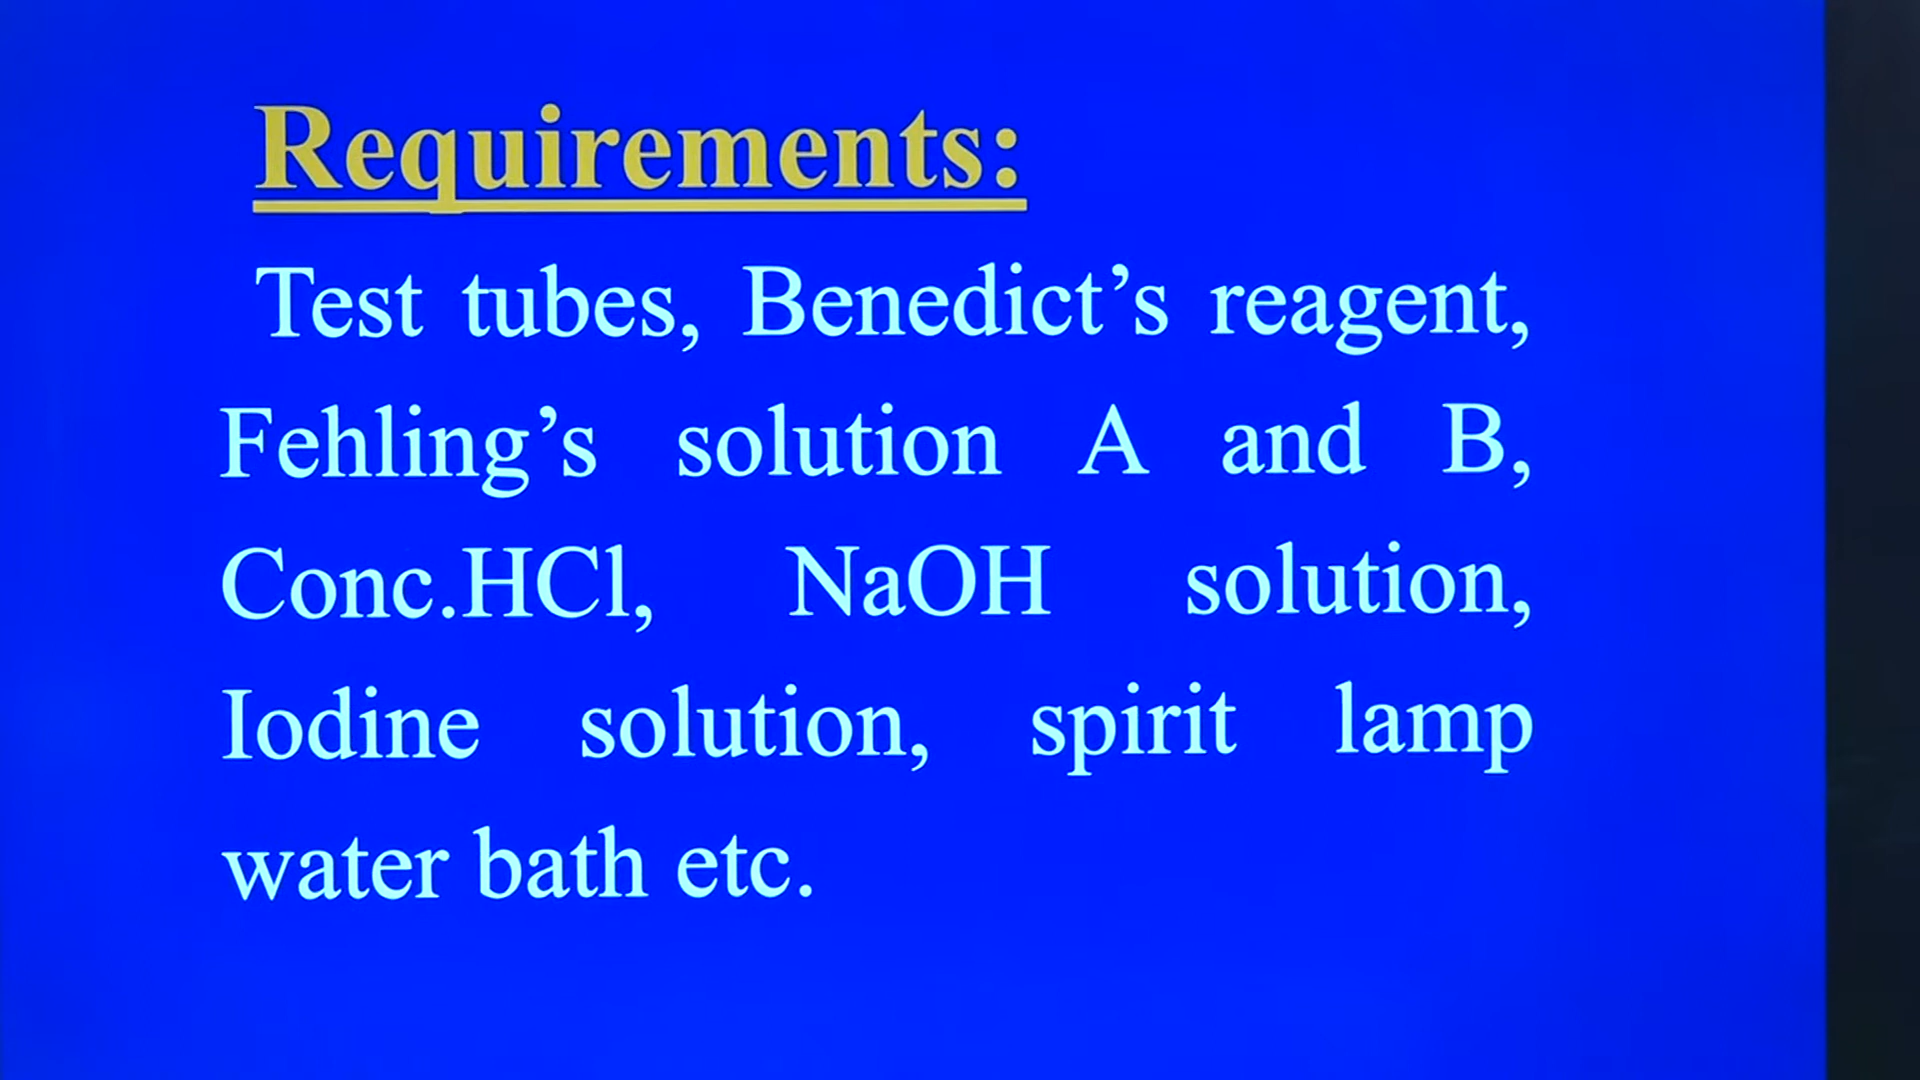 Requirements:
Test tubes, Benedict’s reagent,
Fehling’s solution A and B,
Conc.HCl, NaOH solution,
Iodine solution, spirit lamp
water bath etc.